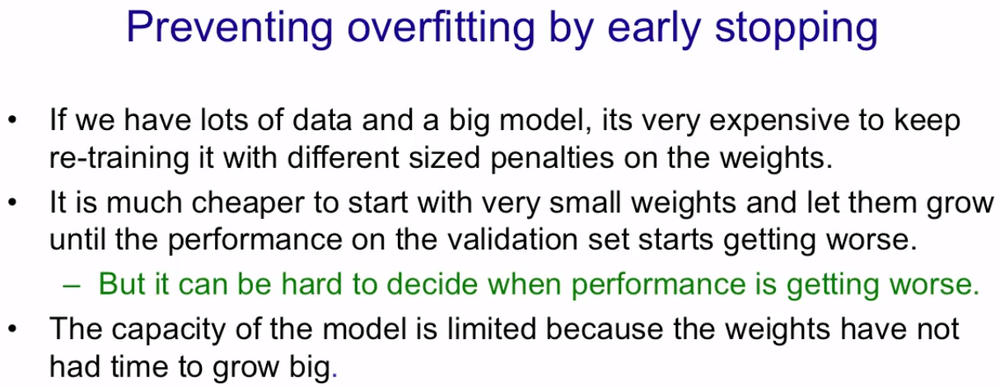 Preventing overfitting by early stopping
• If we have lots of data and a big model, its very expensive to keep
re-training it with different sized penalties on the weights.
• It is much cheaper to start with very small weights and let them grow
until the performance on the validation set starts getting worse.
– But it can be hard to decide when performance is getting worse.
• The capacity of the model is limited because the weights have not
had time to grow big.